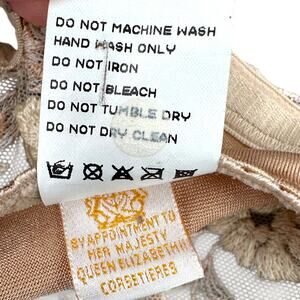 DO NOT MACHINE WASH
HAND WASH ONLY
DO NOT IRON
DO NOT BLEACH
DO NOT TUMBLE DRY
DO NOT DRY CLEAN
BY APPOINTMENT TO
HER MAJESTY
QUEEN ELIZABETH II
CORSETIERES